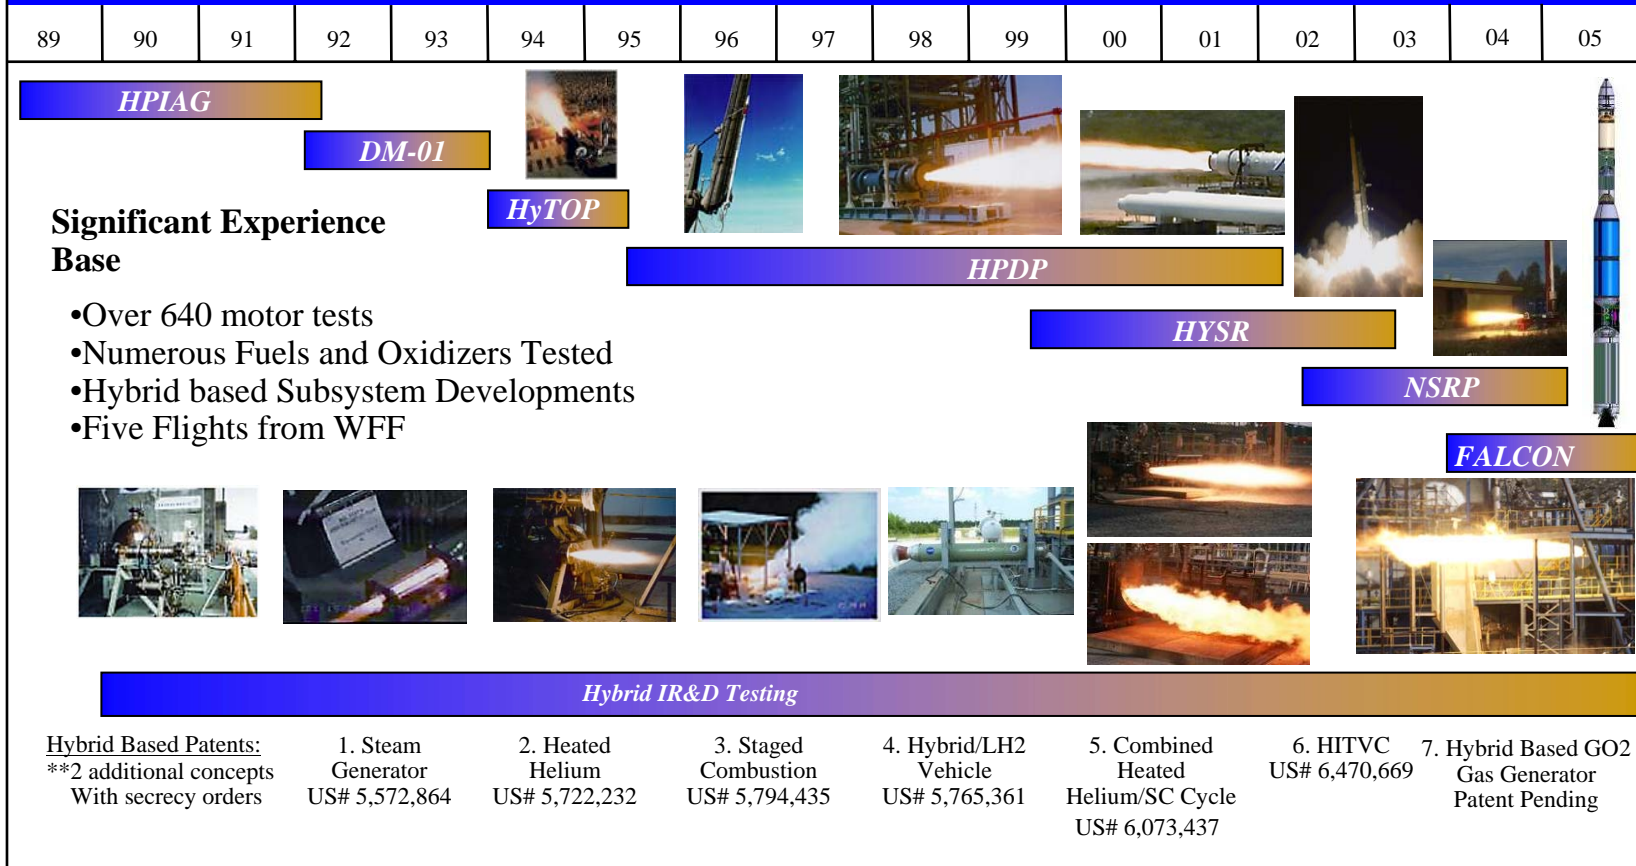 89 90 91 92 93 94 95 96 97 98 99 00 01 02 03 04 05
HPIAG
DM-01
HyTOP
HPDP
HYSR
NSRP
FALCON
Significant Experience
Base
•Over 640 motor tests
•Numerous Fuels and Oxidizers Tested
•Hybrid based Subsystem Developments
•Five Flights from WFF
Hybrid IR&D Testing
Hybrid Based Patents:
**2 additional concepts
With secrecy orders
1. Steam
Generator
US# 5,572,864
2. Heated
Helium
US# 5,722,232
3. Staged
Combustion
US# 5,794,435
4. Hybrid/LH2
Vehicle
US# 5,765,361
5. Combined
Heated
Helium/SC Cycle
US# 6,073,437
6. HITVC
US# 6,470,669
7. Hybrid Based GO2
Gas Generator
Patent Pending